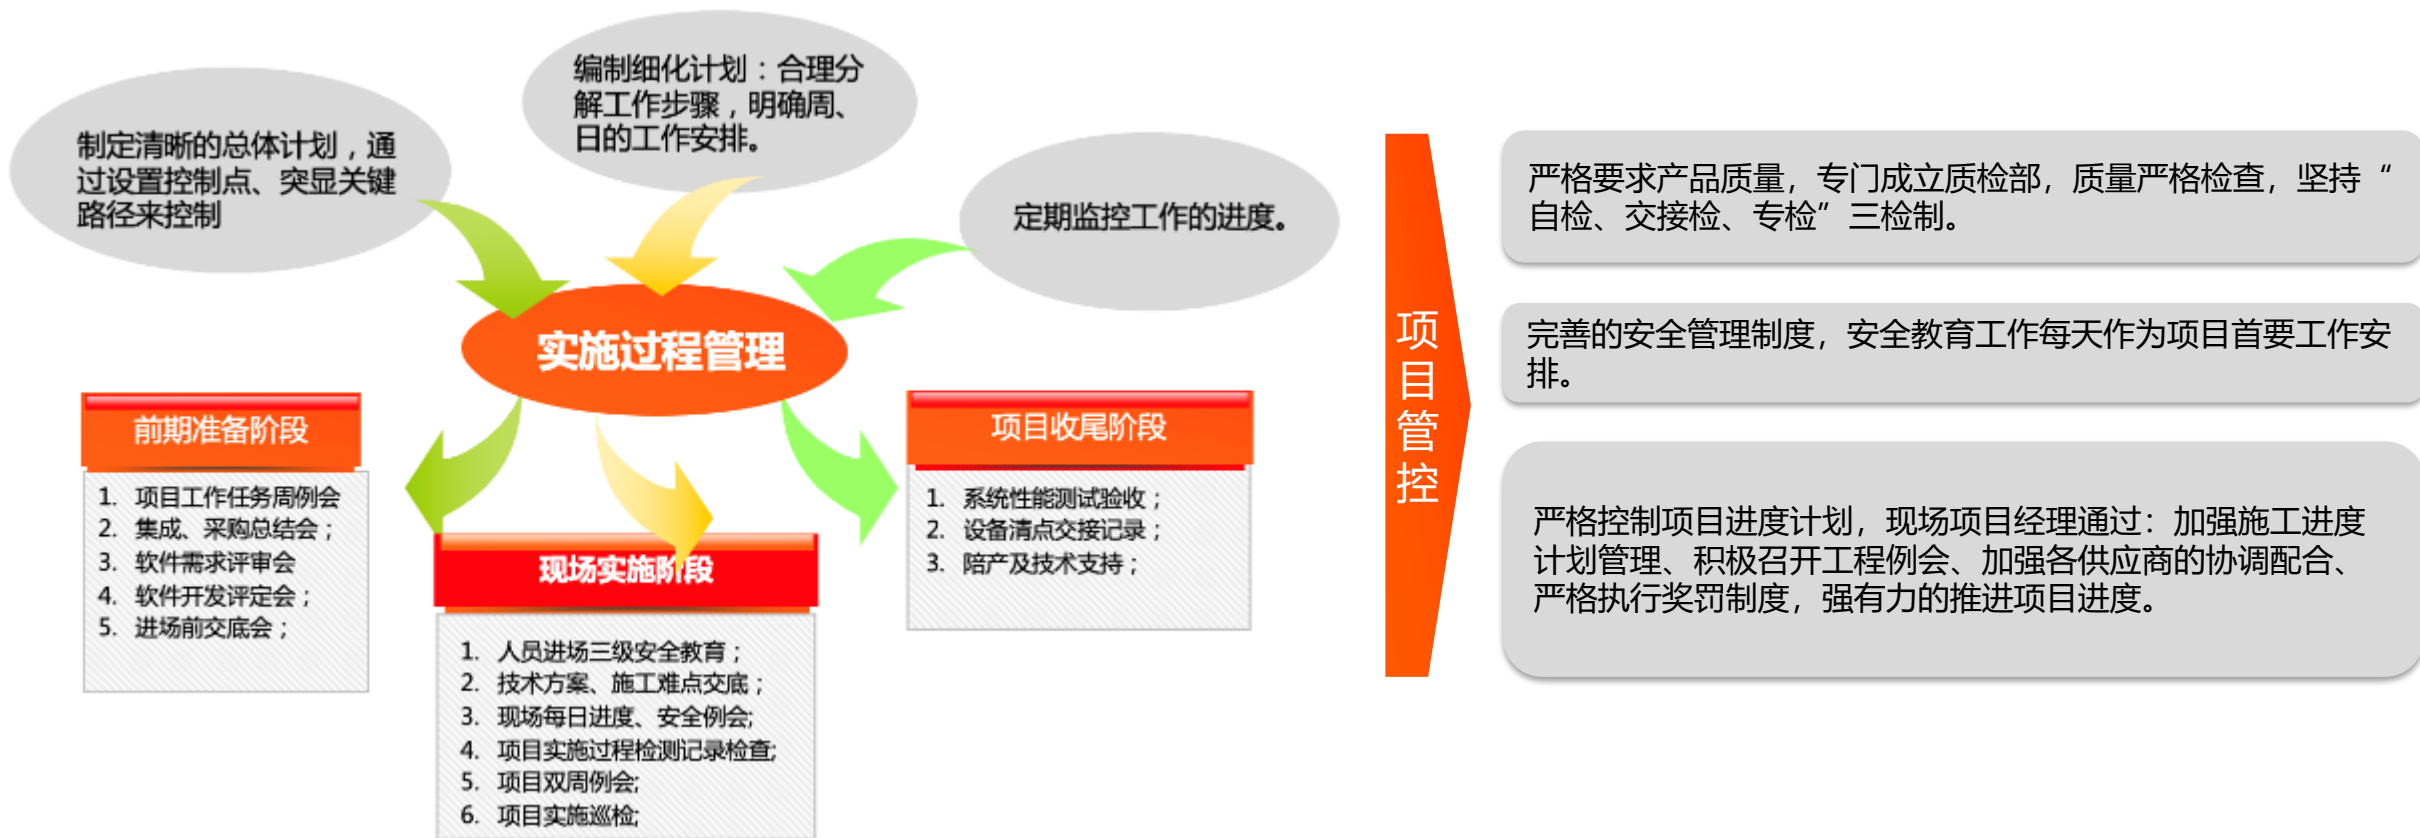 制定清晰的总体计划，通
过设置控制点、突显关键
路径来控制
编制细化计划：合理分
解工作步骤，明确周、
日的工作安排。
定期监控工作的进度。
实施过程管理
前期准备阶段
1. 项目工作任务周例会
2. 集成、采购总结会；
3. 软件需求评审会
4. 软件开发评定会；
5. 进场前交底会；
现场实施阶段
1. 人员进场三级安全教育；
2. 技术方案、施工难点交底；
3. 现场每日进度、安全例会;
4. 项目实施过程检测记录检查;
5. 项目双周例会;
6. 项目实施巡检;
项目收尾阶段
1. 系统性能测试验收；
2. 设备清点交接记录；
3. 陪产及技术支持；
项
目
管
控
严格要求产品质量，专门成立质检部，质量严格检查，坚持“
自检、交接检、专检”三检制。
完善的安全管理制度，安全教育工作每天作为项目首要工作安
排。
严格控制项目进度计划，现场项目经理通过：加强施工进度
计划管理、积极召开工程例会、加强各供应商的协调配合、
严格执行奖罚制度，强有力的推进项目进度。